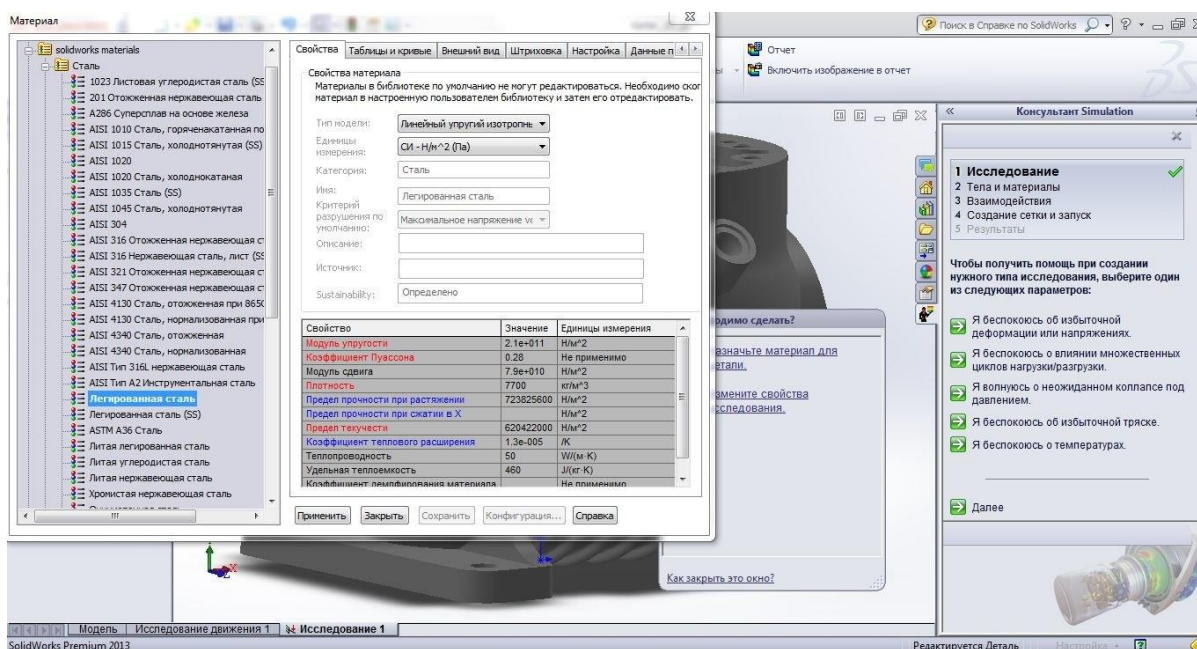 Материал
Поиск в Справке по SolidWorks
solidworks materials
Сталь
1023 Листовая углеродистая сталь (SS
201 Отожженная нержавеющая сталь
A286 Суперсплав на основе железа
AISI 1010 Сталь, горяченакатанная по
AISI 1015 Сталь, холоднотянутая (SS)
AISI 1020
AISI 1020 Сталь, холоднокатаная
AISI 1035 Сталь (SS)
AISI 1045 Сталь, холоднотянутая
AISI 304
AISI 316 Отожженная нержавеющая ст
AISI 316 Нержавеющая сталь, лист (SS
AISI 321 Отожженная нержавеющая ст
AISI 347 Отожженная нержавеющая ст
AISI 4130 Сталь, отожженная при 865C
AISI 4130 Сталь, нормализованная при
AISI 4340 Сталь, отожженная
AISI 4340 Сталь, нормализованная
AISI Тип 316L нержавеющая сталь
AISI Тип A2 Инструментальная сталь
Легированная сталь
Легированная сталь (SS)
ASTM A36 Сталь
Литая легированная сталь
Литая углеродистая сталь
Литая нержавеющая сталь
Хромистая нержавеющая сталь
Свойства Таблицы и кривые Внешний вид Штриховка Настройка Данные п
Свойства материала
Материалы в библиотеке по умолчанию не могут редактироваться. Необходимо скоп
материал в настроенную пользователем библиотеку и затем его отредактировать.
Тип модели: Линейный упругий изотропнь
Единицы измерения: СИ - Н/м^2 (Па)
Категория: Сталь
Имя: Легированная сталь
Критерий разрушения по умолчанию: Максимальное напряжение vс
Описание:
Источник:
Sustainability: Определено
Свойство Значение Единицы измерения
Модуль упругости 2.1e+011 Н/м^2
Коэффициент Пуассона 0.28 Не применимо
Модуль сдвига 7.9e+010 Н/м^2
Плотность 7700 кг/м^3
Предел прочности при растяжении 723825600 Н/м^2
Предел прочности при сжатии в X Н/м^2
Предел текучести 620422000 Н/м^2
Коэффициент теплового расширения 1.3e-005 /K
Теплопроводность 50 W/(м·K)
Удельная теплоемкость 460 J/(кг·K)
Коэффициент демпфирования материала Не применимо
Применить Закрыть Сохранить Конфигурация... Справка
Отчет
Включить изображение в отчет
одимо сделать?
азначьте материал для
етали.
змените свойства
сследования.
Как закрыть это окно?
Консультант Simulation
1 Исследование
2 Тела и материалы
3 Взаимодействия
4 Создание сетки и запуск
5 Результаты
Чтобы получить помощь при создании
нужного типа исследования, выберите один
из следующих параметров:
Я беспокоюсь об избыточной
деформации или напряжениях.
Я беспокоюсь о влиянии множественных
циклов нагрузки/разгрузки.
Я волнуюсь о неожиданном коллапсе под
давлением.
Я беспокоюсь об избыточной тряске.
Я беспокоюсь о температурах.
Далее
Модель Исследование движения 1 Исследование 1
SolidWorks Premium 2013
Редактируется Деталь Настройка